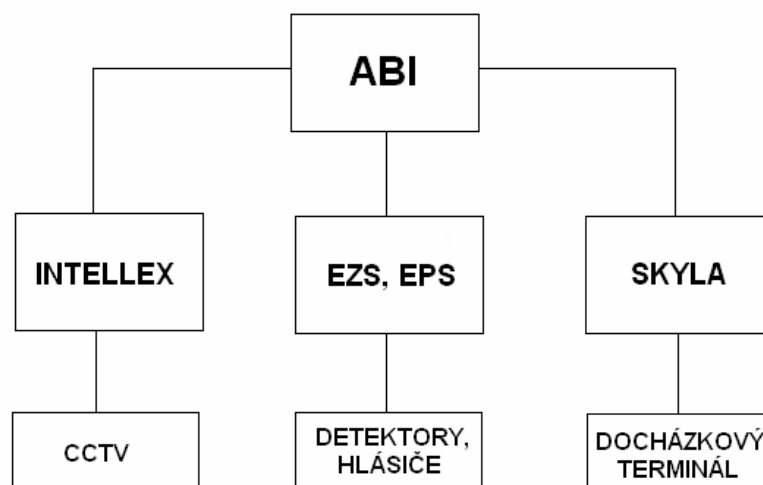 ABI
INTELLEX
EZS, EPS
SKYLA
CCTV
DETEKTORY,
HLÁSIČE
DOCHÁZKOVÝ
TERMINÁL